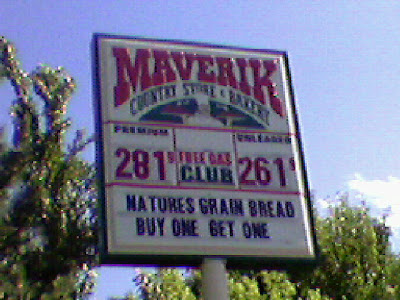 MAVERIK
COUNTRY STORE & BAKERY
PREMIUM UNLEADED
281 9 FREE GAS CLUB 261 9
NATURES GRAIN BREAD
BUY ONE GET ONE